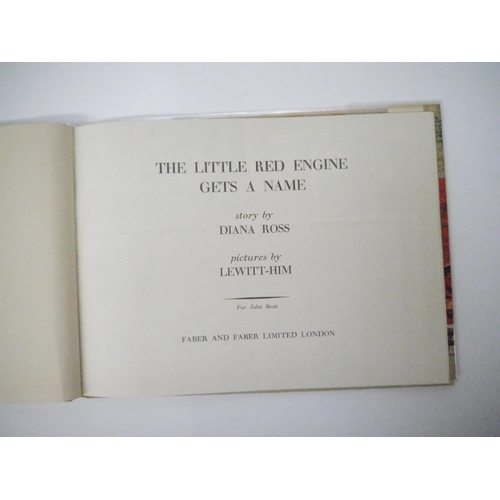 THE LITTLE RED ENGINE
GETS A NAME
story by
DIANA ROSS
pictures by
LEWITT-HIM
For John Scott
FABER AND FABER LIMITED LONDON